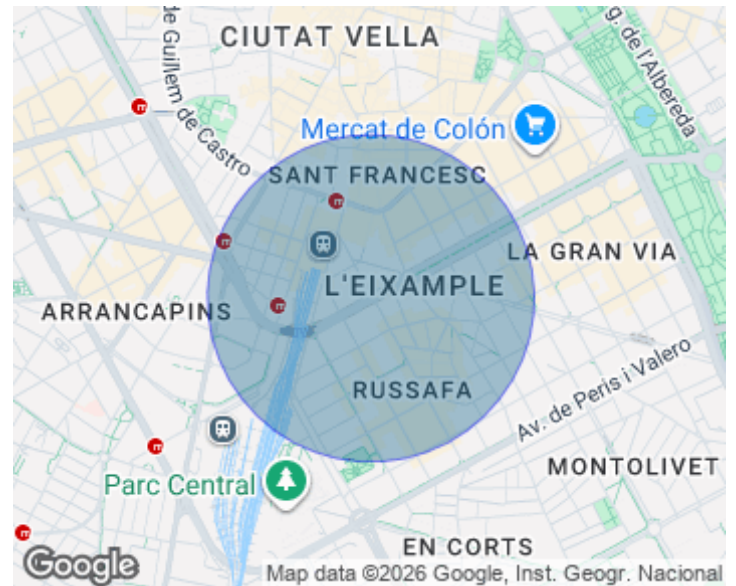 CIUTAT VELLA
de Guillem de Castro
g. de l'Albereda
Mercat de Colón
SANT FRANCESC
LA GRAN VIA
L'EIXAMPLE
ARRANCAPINS
RUSSAFA
Av. de Peris i Valero
MONTOLIVET
Parc Central
EN CORTS
Google
Map data ©2026 Google, Inst. Geogr. Nacional